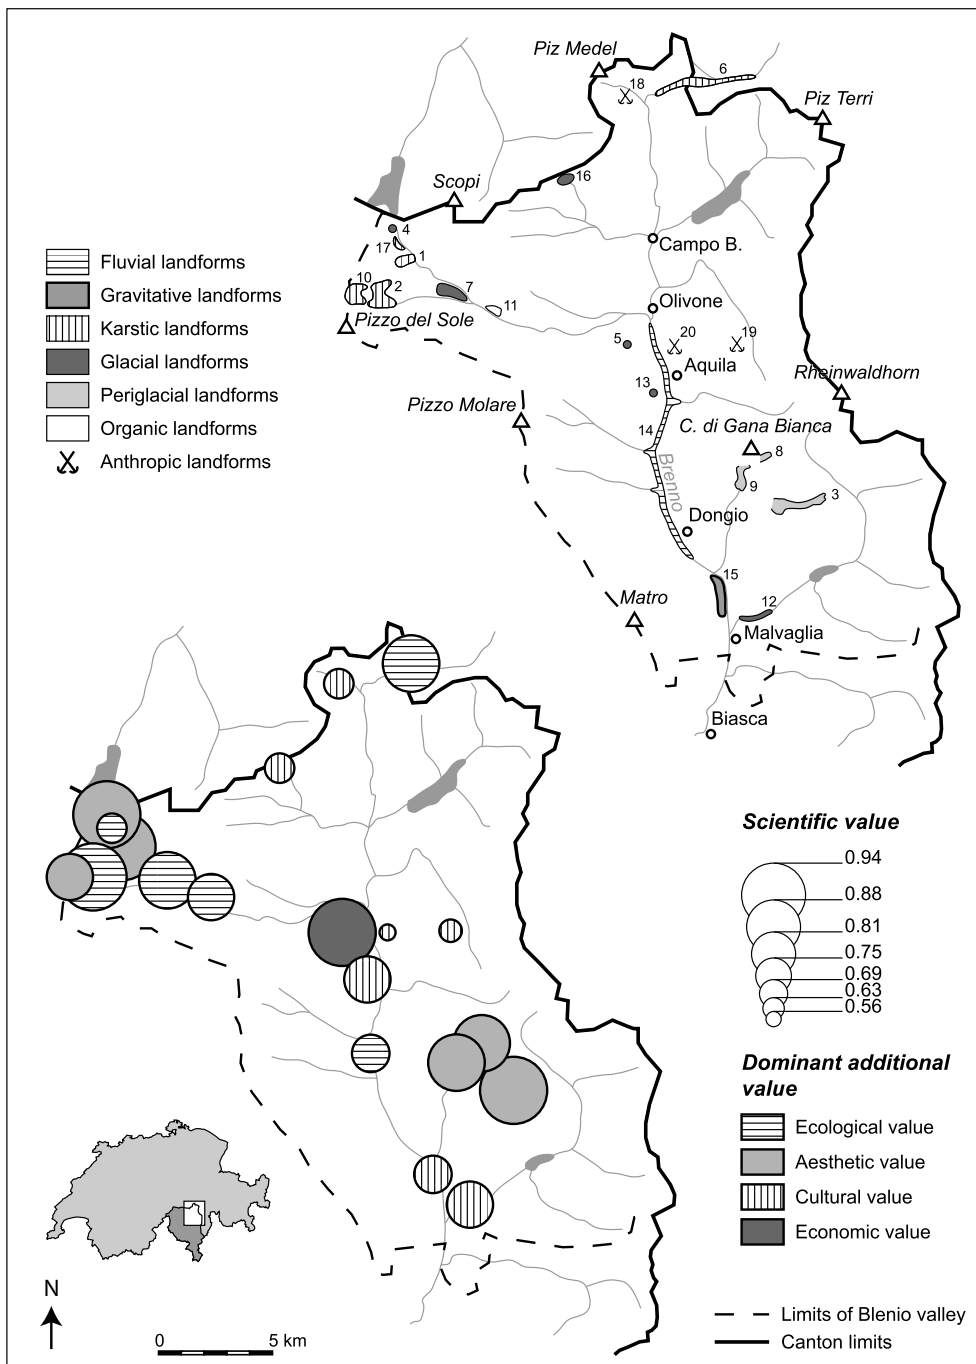 Piz Medel
6
18
Piz Terri
Scopi
16
4
17
1
Campo B.
10
2
7
11
Olivone
Pizzo del Sole
5
20
19
Aquila
Rheinwaldhorn
13
Pizzo Molare
14
C. di Gana Bianca
8
Brenno
9
3
Dongio
15
12
Matro
Malvaglia
Biasca
Fluvial landforms
Gravitative landforms
Karstic landforms
Glacial landforms
Periglacial landforms
Organic landforms
Anthropic landforms
Scientific value
0.94
0.88
0.81
0.75
0.69
0.63
0.56
Dominant additional
value
Ecological value
Aesthetic value
Cultural value
Economic value
N
0 5 km
Limits of Blenio valley
Canton limits